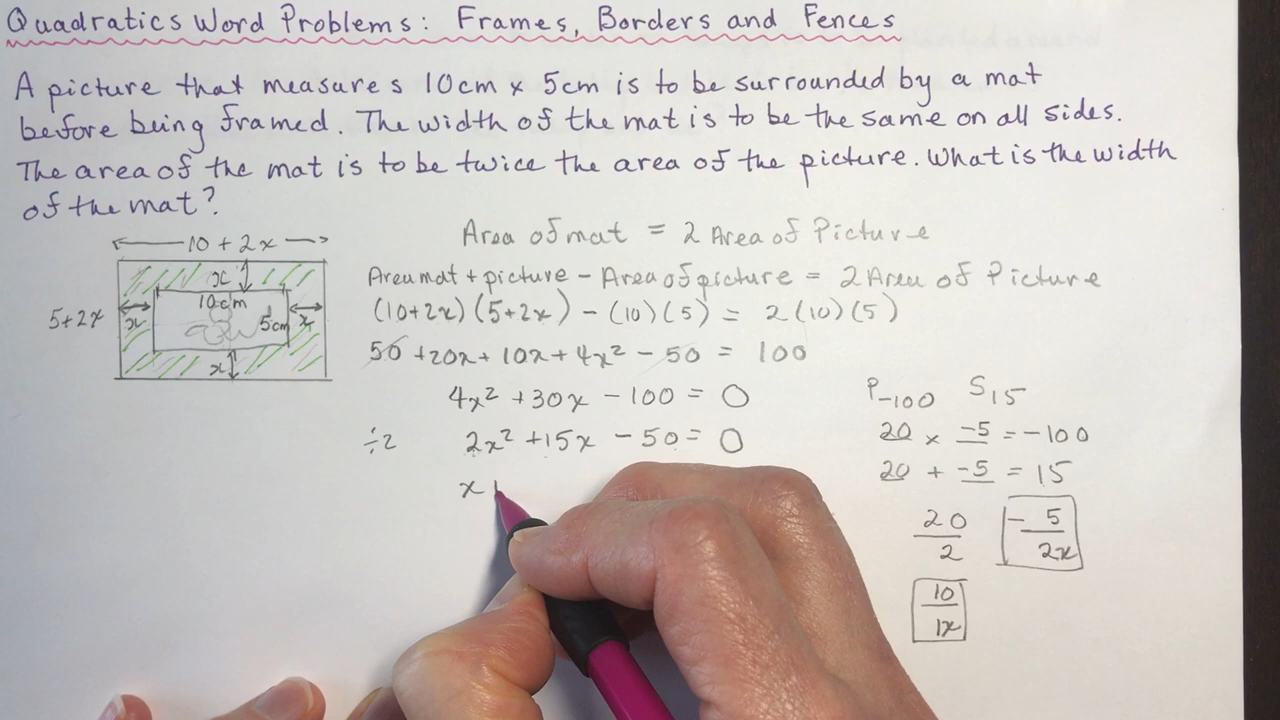 Quadratics Word Problems: Frames, Borders and Fences
A picture that measures 10cm x 5cm is to be surrounded by a mat
before being framed. The width of the mat is to be the same on all sides.
The area of the mat is to be twice the area of the picture. What is the width
of the mat?
10 + 2x
5+2x
x
10cm
x
5cm
x
x
Area of mat = 2 Area of Picture
Area mat + picture - Area of picture = 2 Area of Picture
(10+2x)(5+2x) - (10)(5) = 2(10)(5)
50 + 20x + 10x + 4x² - 50 = 100
4x² + 30x - 100 = 0
÷2 2x² + 15x - 50 = 0
x
P-100 S15
20 x -5 = -100
20 + -5 = 15
20
2
-5
2x
10
1x